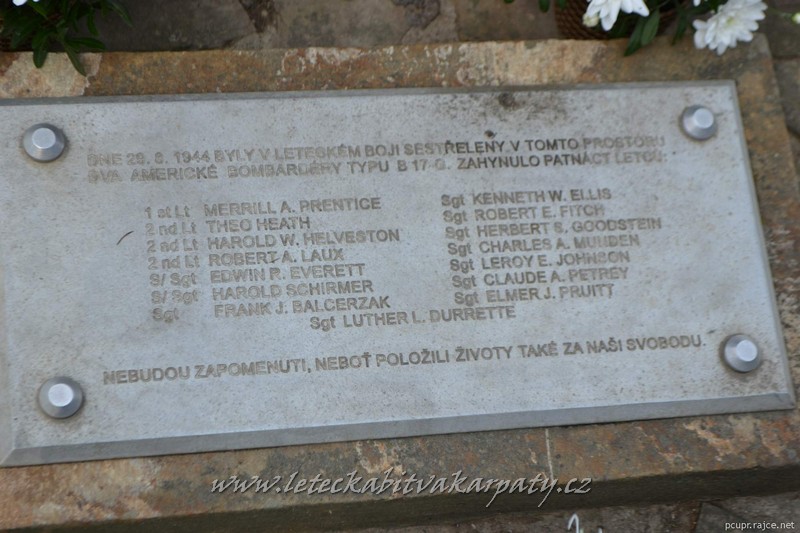 DNE 29. 8. 1944 BYLY V LETECKÉM BOJI SESTŘELENY V TOMTO PROSTORU
DVA AMERICKÉ BOMBARDÉRY TYPU B 17-G. ZAHYNULO PATNÁCT LETCŮ:
1 st Lt MERRILL A. PRENTICE
2 nd Lt THEO HEATH
2 nd Lt HAROLD W. HELVESTON
2 nd Lt ROBERT A. LAUX
S/ Sgt EDWIN R. EVERETT
S/ Sgt HAROLD SCHIRMER
Sgt FRANK J. BALCERZAK
Sgt KENNETH W. ELLIS
Sgt ROBERT E. FITCH
Sgt HERBERT S. GOODSTEIN
Sgt CHARLES A. MUNDEN
Sgt LEROY E. JOHNSON
Sgt CLAUDE A. PETREY
Sgt ELMER J. PRUITT
Sgt LUTHER L. DURRETTE
NEBUDOU ZAPOMENUTI, NEBOŤ POLOŽILI ŽIVOTY TAKÉ ZA NAŠI SVOBODU.
www.leteckabitvakarpaty.cz
pcupr.rajce.net